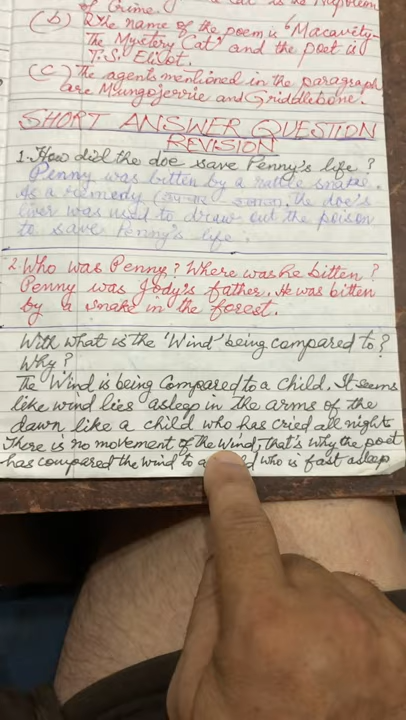 of Crime.
(b) The name of the poem is "Macavity-
The Mystery Cat" and the poet is
T.S. Eliot.
(c) The agents mentioned in the paragraph
are Mungojerrie and Griddlebone.
SHORT ANSWER QUESTION
REVISION
1. How did the doe save Penny's life ?
Penny was bitten by a rattle snake.
As a remedy the doe's
liver was used to draw out the poison
to save Penny's life.
2. Who was Penny? Where was he bitten ?
Penny was Jody's father. He was bitten
by a snake in the forest.
With what is the 'Wind' being compared to?
Why?
The Wind is being Compared to a Child. It seems
like wind lies asleep in the arms of the
dawn like a child who has cried all night.
There is no movement of the wind, that's why the poet
has compared the wind to a who is fast asleep